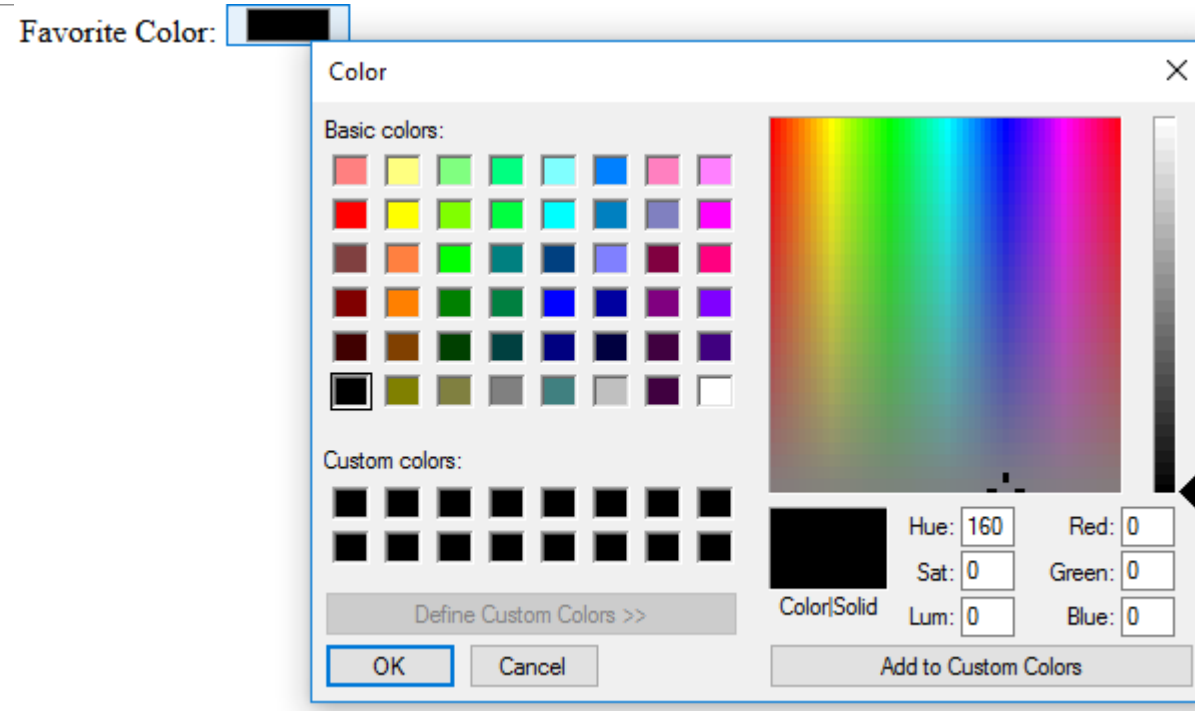 Favorite Color:
Color
Basic colors:
Custom colors:
Define Custom Colors >>
OK Cancel
Color|Solid
Hue: 160 Red: 0
Sat: 0 Green: 0
Lum: 0 Blue: 0
Add to Custom Colors